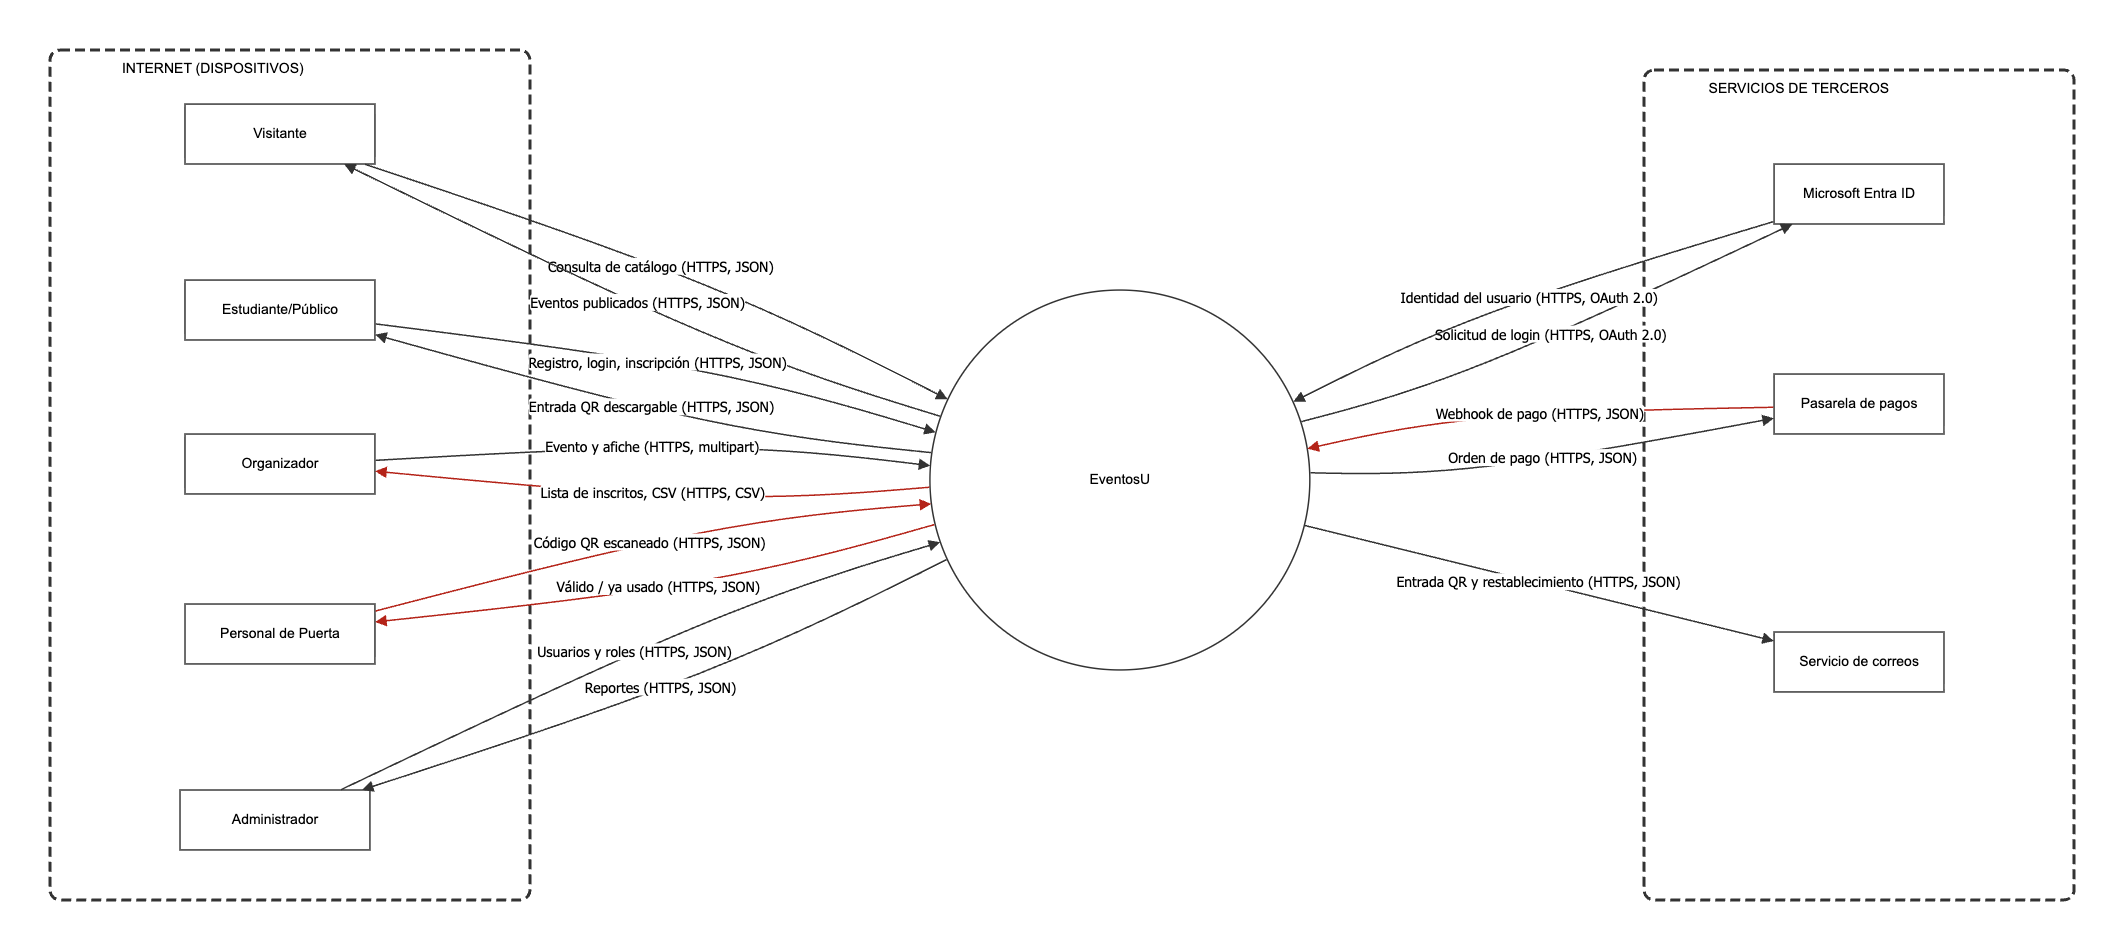 INTERNET (DISPOSITIVOS)
Visitante
Estudiante/Público
Organizador
Personal de Puerta
Administrador
Consulta de catálogo (HTTPS, JSON)
Eventos publicados (HTTPS, JSON)
Registro, login, inscripción (HTTPS, JSON)
Entrada QR descargable (HTTPS, JSON)
Evento y afiche (HTTPS, multipart)
Lista de inscritos, CSV (HTTPS, CSV)
Código QR escaneado (HTTPS, JSON)
Válido / ya usado (HTTPS, JSON)
Usuarios y roles (HTTPS, JSON)
Reportes (HTTPS, JSON)
EventosU
Identidad del usuario (HTTPS, OAuth 2.0)
Solicitud de login (HTTPS, OAuth 2.0)
Webhook de pago (HTTPS, JSON)
Orden de pago (HTTPS, JSON)
Entrada QR y restablecimiento (HTTPS, JSON)
SERVICIOS DE TERCEROS
Microsoft Entra ID
Pasarela de pagos
Servicio de correos